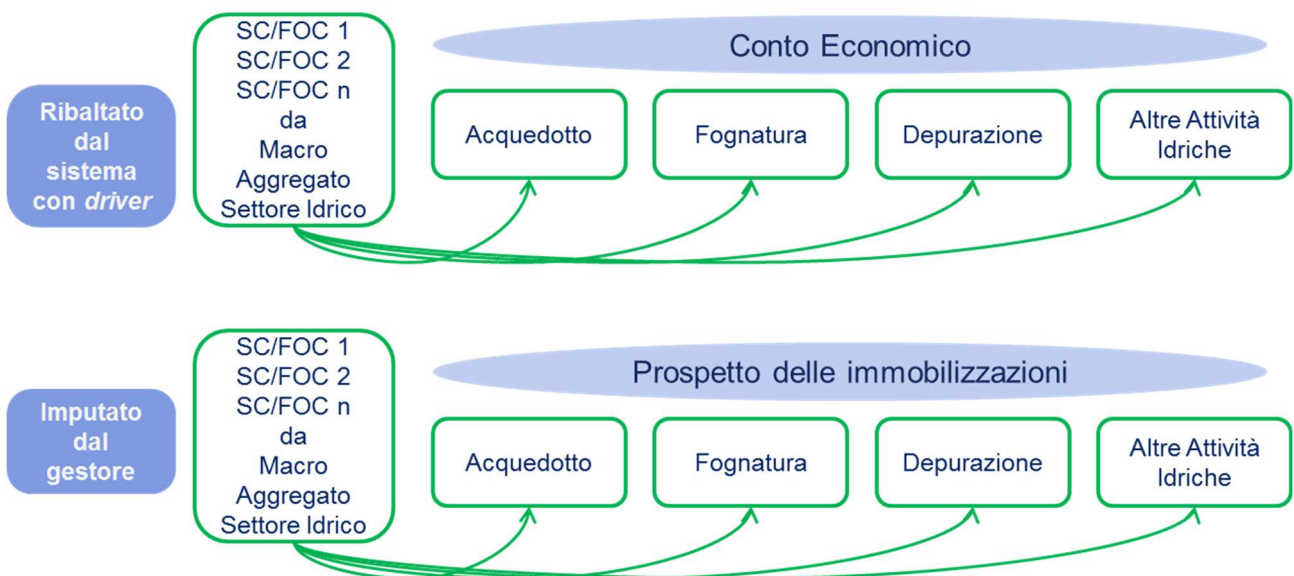 Ribaltato
dal
sistema
con driver
SC/FOC 1
SC/FOC 2
SC/FOC n
da
Macro
Aggregato
Settore Idrico
Conto Economico
Acquedotto
Fognatura
Depurazione
Altre Attività
Idriche
Imputato
dal
gestore
SC/FOC 1
SC/FOC 2
SC/FOC n
da
Macro
Aggregato
Settore Idrico
Prospetto delle immobilizzazioni
Acquedotto
Fognatura
Depurazione
Altre Attività
Idriche